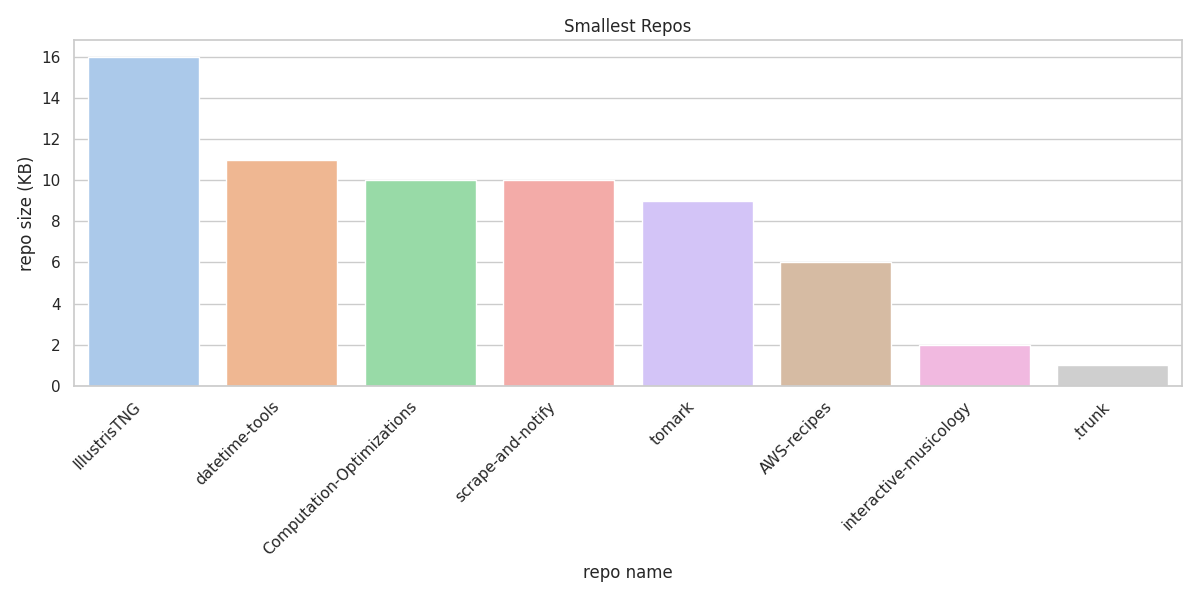 Smallest Repos
repo size (KB)
16
14
12
10
8
6
4
2
0
IllustrisTNG
datetime-tools
Computation-Optimizations
scrape-and-notify
tomark
AWS-recipes
interactive-musicology
.trunk
repo name